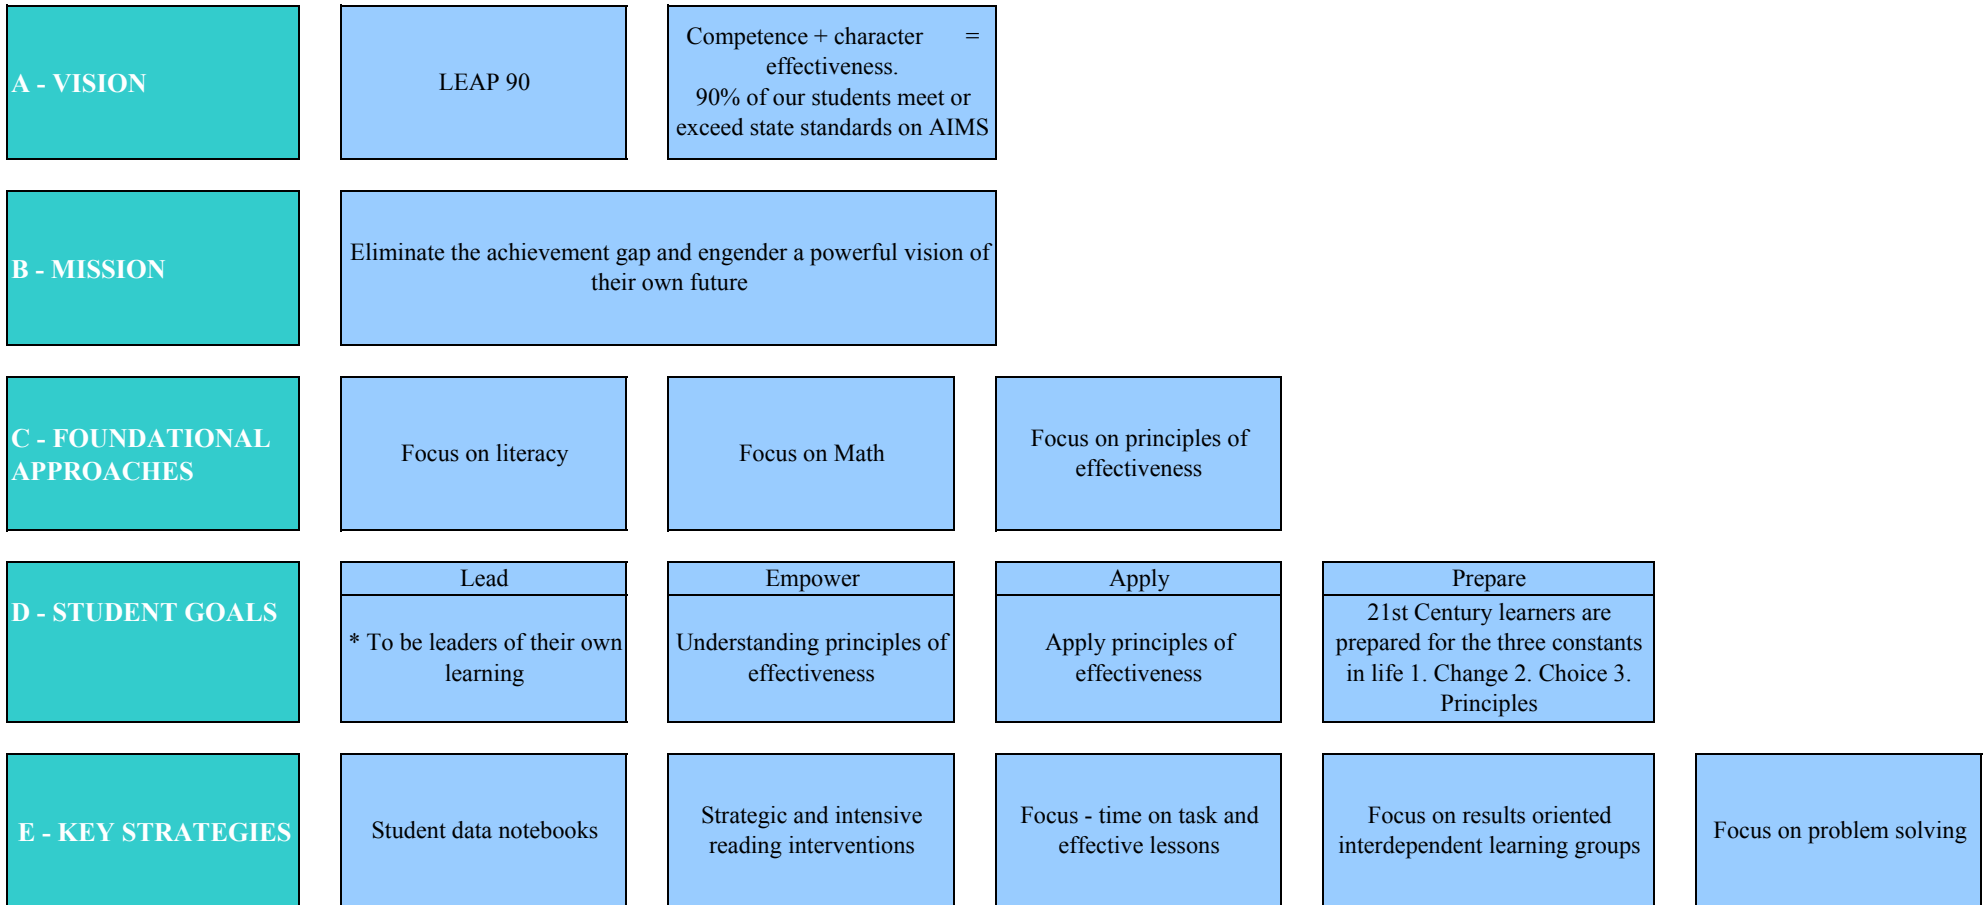 A - VISION
LEAP 90
Competence + character =
effectiveness.
90% of our students meet or
exceed state standards on AIMS
B - MISSION
Eliminate the achievement gap and engender a powerful vision of
their own future
C - FOUNDATIONAL
APPROACHES
Focus on literacy
Focus on Math
Focus on principles of
effectiveness
D - STUDENT GOALS
Lead
* To be leaders of their own
learning
Empower
Understanding principles of
effectiveness
Apply
Apply principles of
effectiveness
Prepare
21st Century learners are
prepared for the three constants
in life 1. Change 2. Choice 3.
Principles
E - KEY STRATEGIES
Student data notebooks
Strategic and intensive
reading interventions
Focus - time on task and
effective lessons
Focus on results oriented
interdependent learning groups
Focus on problem solving